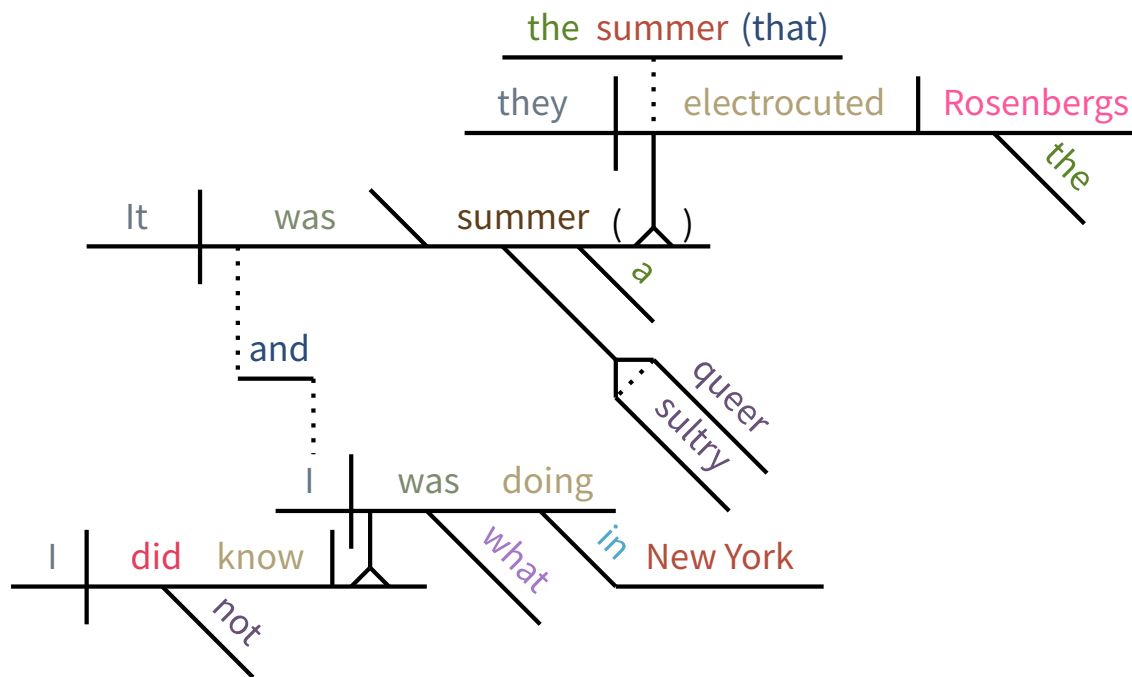 the summer (that)
they electrocuted Rosenbergs
the
It was summer ( )
a
and
queer
sultry
I was doing
what
in New York
I did know
not